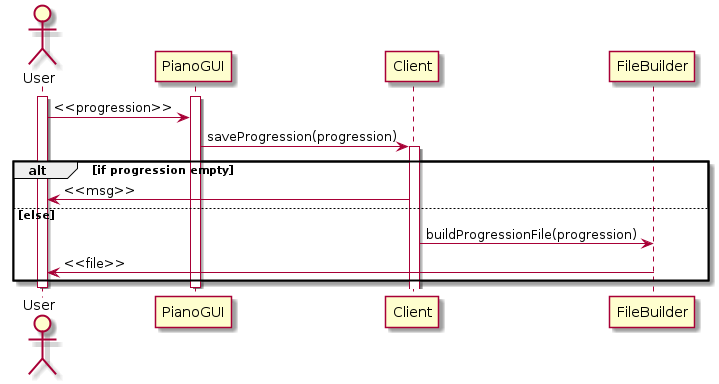 User
PianoGUI
Client
FileBuilder
<<progression>>
saveProgression(progression)
alt
[if progression empty]
<<msg>>
[else]
buildProgressionFile(progression)
<<file>>
User
PianoGUI
Client
FileBuilder